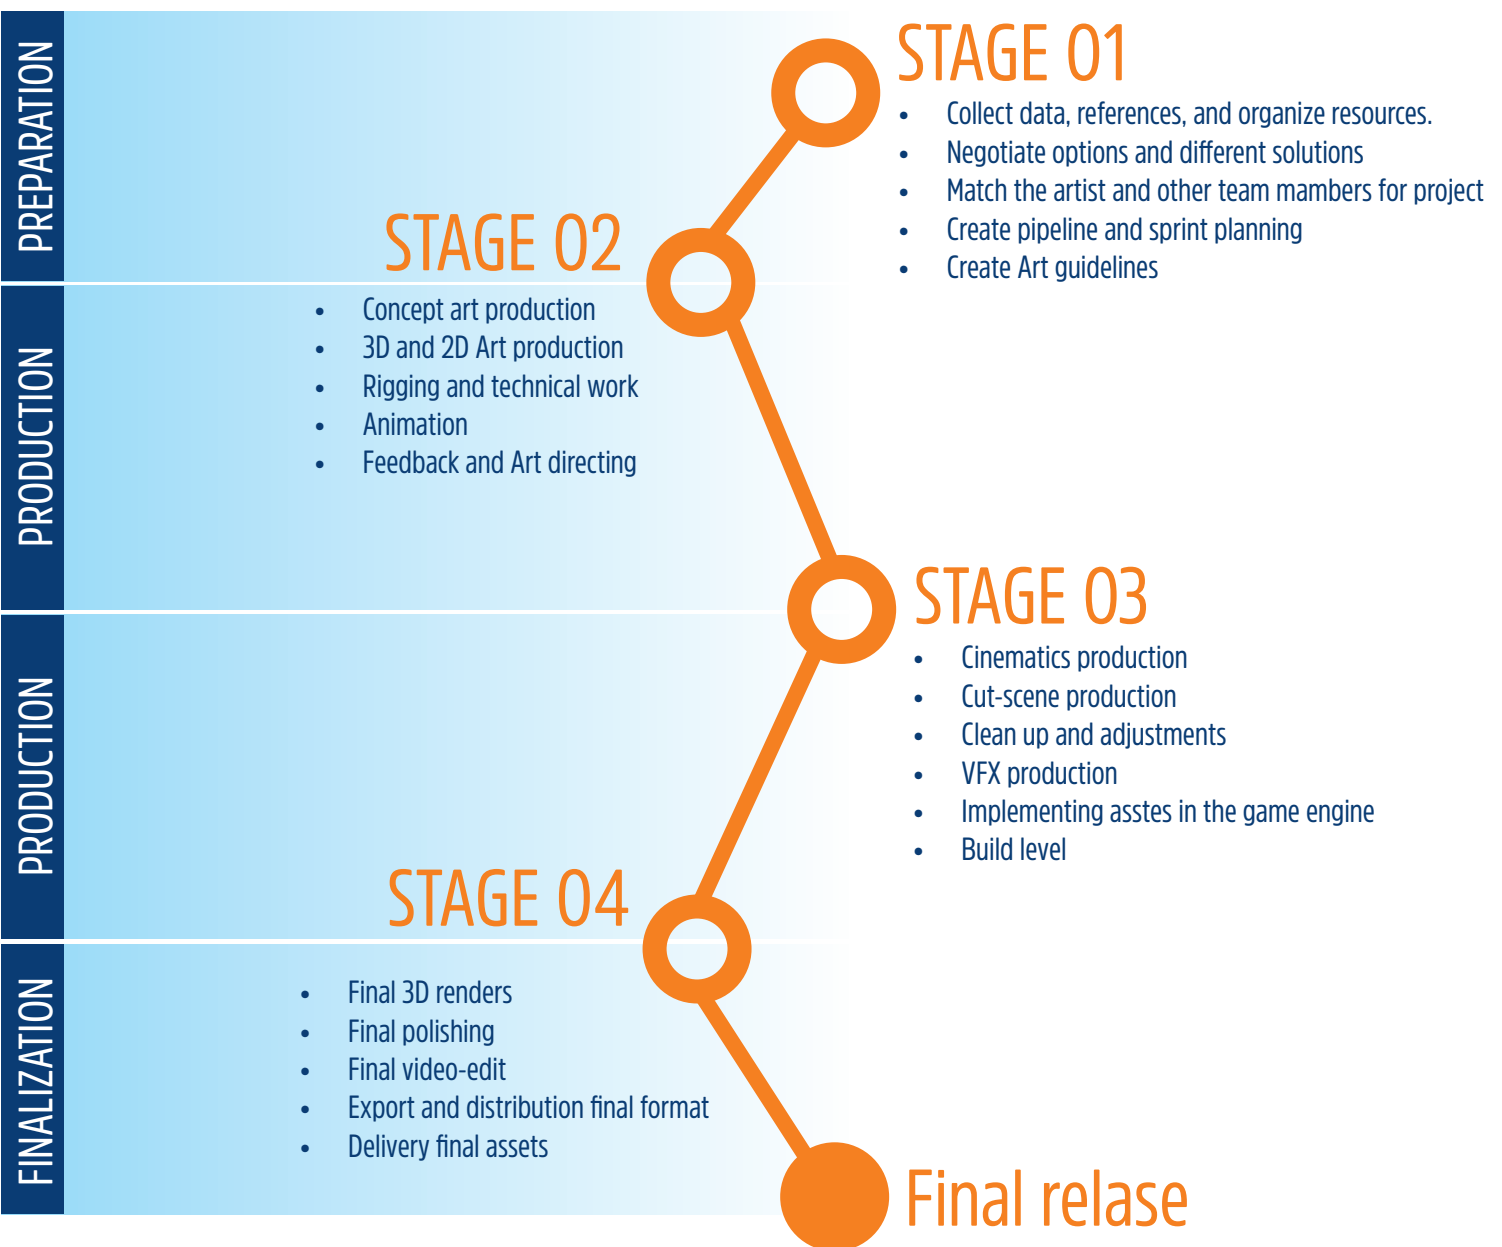 PREPARATION
STAGE 01
• Collect data, references, and organize resources.
• Negotiate options and different solutions
• Match the artist and other team mambers for project
• Create pipeline and sprint planning
• Create Art guidelines
PRODUCTION
STAGE 02
• Concept art production
• 3D and 2D Art production
• Rigging and technical work
• Animation
• Feedback and Art directing
PRODUCTION
STAGE 03
• Cinematics production
• Cut-scene production
• Clean up and adjustments
• VFX production
• Implementing asstes in the game engine
• Build level
FINALIZATION
STAGE 04
• Final 3D renders
• Final polishing
• Final video-edit
• Export and distribution final format
• Delivery final assets
Final relase